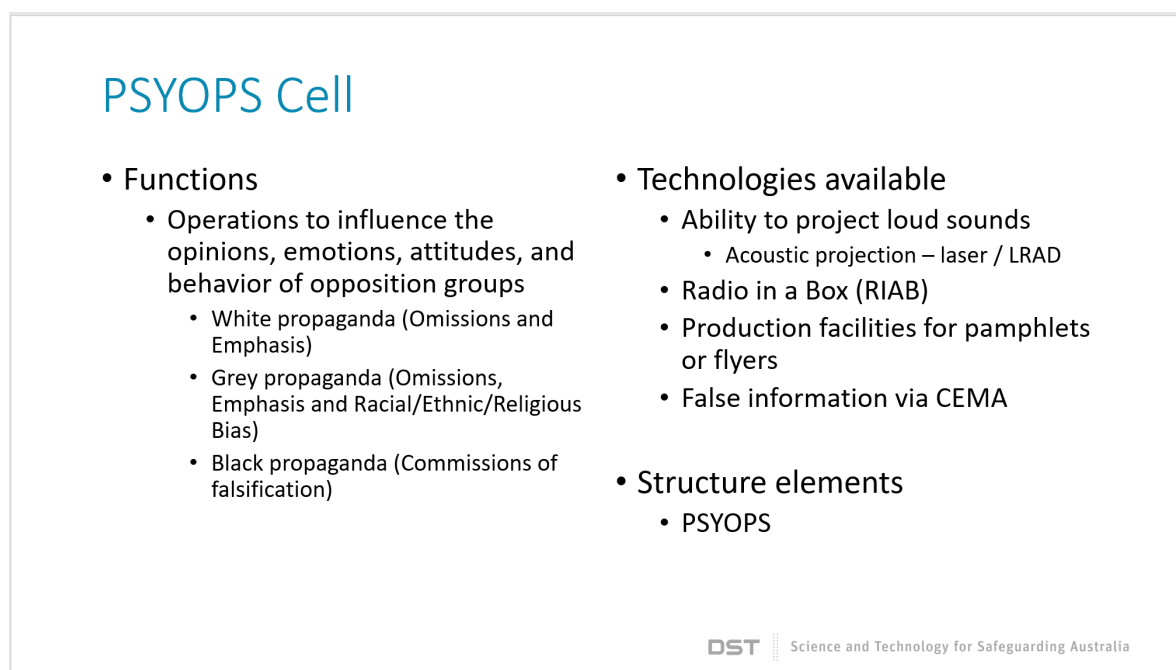 PSYOPS Cell
• Functions
• Operations to influence the
opinions, emotions, attitudes, and
behavior of opposition groups
• White propaganda (Omissions and
Emphasis)
• Grey propaganda (Omissions,
Emphasis and Racial/Ethnic/Religious
Bias)
• Black propaganda (Commissions of
falsification)
• Technologies available
• Ability to project loud sounds
• Acoustic projection – laser / LRAD
• Radio in a Box (RIAB)
• Production facilities for pamphlets
or flyers
• False information via CEMA
• Structure elements
• PSYOPS
DST
Science and Technology for Safeguarding Australia